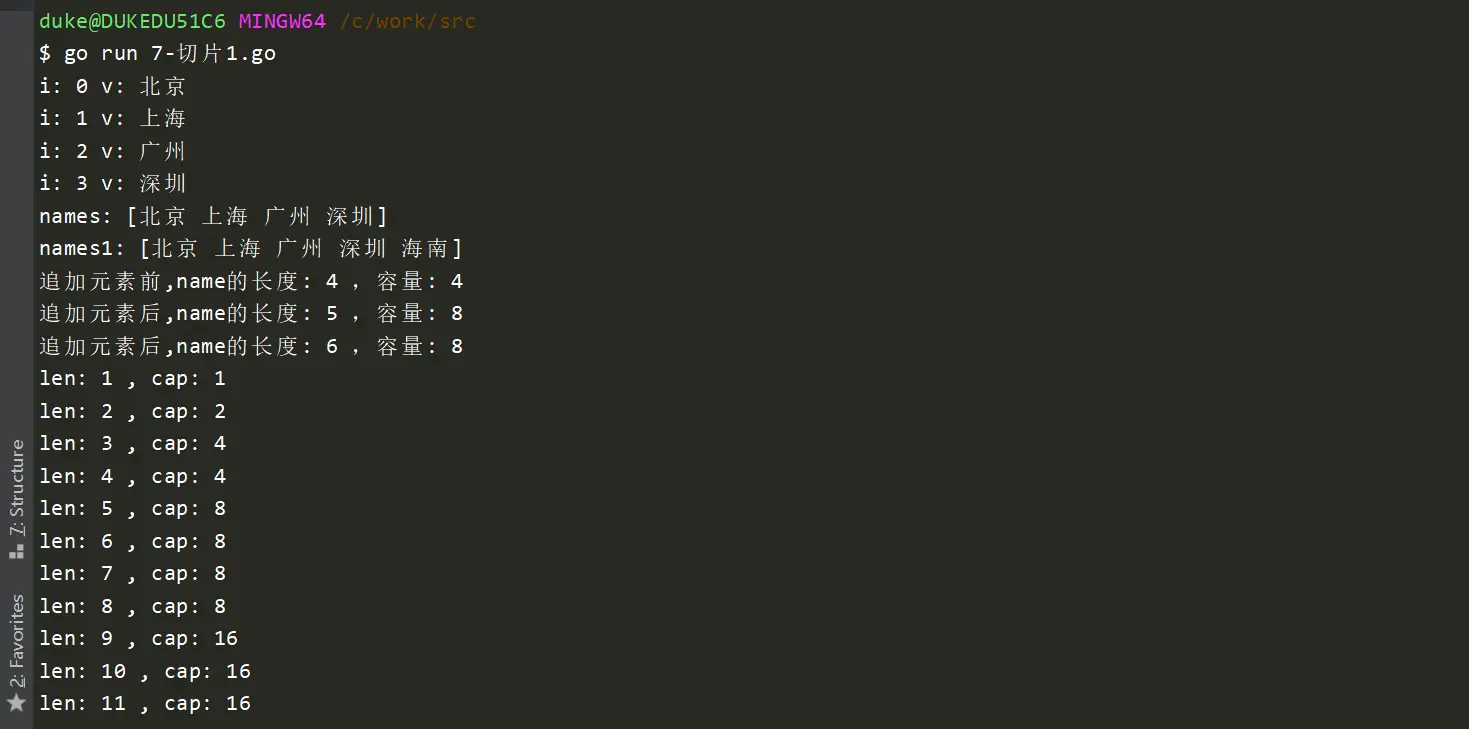 duke@DUKEDU51C6 MINGW64 /c/work/src
$ go run 7-切片1.go
i: 0 v: 北京
i: 1 v: 上海
i: 2 v: 广州
i: 3 v: 深圳
names: [北京 上海 广州 深圳]
names1: [北京 上海 广州 深圳 海南]
追加元素前,name的长度: 4 , 容量: 4
追加元素后,name的长度: 5 , 容量: 8
追加元素后,name的长度: 6 , 容量: 8
len: 1 , cap: 1
len: 2 , cap: 2
len: 3 , cap: 4
len: 4 , cap: 4
len: 5 , cap: 8
len: 6 , cap: 8
len: 7 , cap: 8
len: 8 , cap: 8
len: 9 , cap: 16
len: 10 , cap: 16
len: 11 , cap: 16
7: Structure
2: Favorites